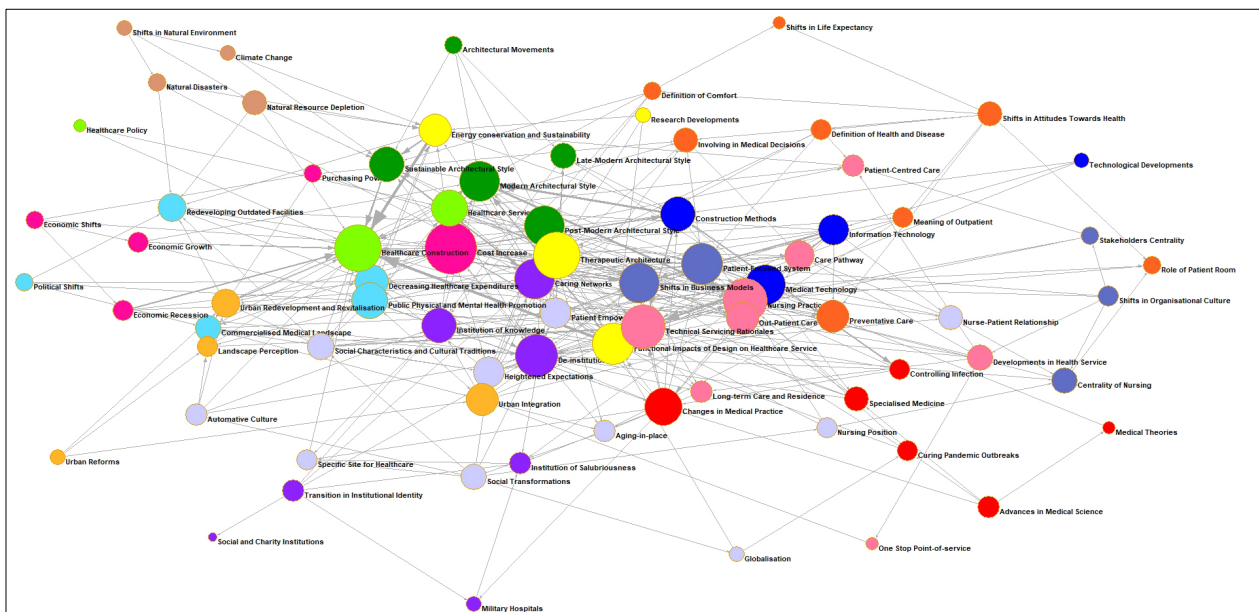 Shifts in Natural Environment
Shifts in Life Expectancy
Architectural Movements
Climate Change
Natural Disasters
Definition of Comfort
Natural Resource Depletion
Research Developments
Shifts in Attitudes Towards Health
Healthcare Policy
Energy conservation and Sustainability
Definition of Health and Disease
Involving in Medical Decisions
Late-Modern Architectural Style
Technological Developments
Sustainable Architectural Style
Patient-Centred Care
Purchasing
Modern Architectural Style
Redeveloping Outdated Facilities
Healthcare
Construction Methods
Meaning of Outpatient
Economic Shifts
Post-Modern Architectural Style
Information Technology
Stakeholders Centrality
Economic Growth
Healthcare Construction
Cost Increase
Therapeutic Architecture
Patient-Focused System
Care Pathway
Role of Patient Room
Political Shifts
Decreasing Healthcare Expenditures
Caring Networks
Shifts in Business Models
Medical Technology
Shifts in Organisational Culture
Urban Redevelopment and Revitalisation
Public Physical and Mental Health Promotion
Nursing
Economic Recession
Patient
Out-Patient Care
Preventative Care
Nurse-Patient Relationship
Commercialised Medical Landscape
Institution of knowledge
Technical Servicing Rationales
Landscape Perception
Social Characteristics and Cultural Traditions
Impacts of Design on Healthcare Service
Developments in Health Service
Heightened Expectations
Controlling Infection
Centrality of Nursing
Long-term Care and Residence
Urban Integration
Specialised Medicine
Automotive Culture
Changes in Medical Practice
Aging-in-place
Nursing Position
Medical Theories
Urban Reforms
Specific Site for Healthcare
Institution of Salubriousness
Curing Pandemic Outbreaks
Social Transformations
Transition in Institutional Identity
Advances in Medical Science
Social and Charity Institutions
One Stop Point-of-service
Globalisation
Military Hospitals